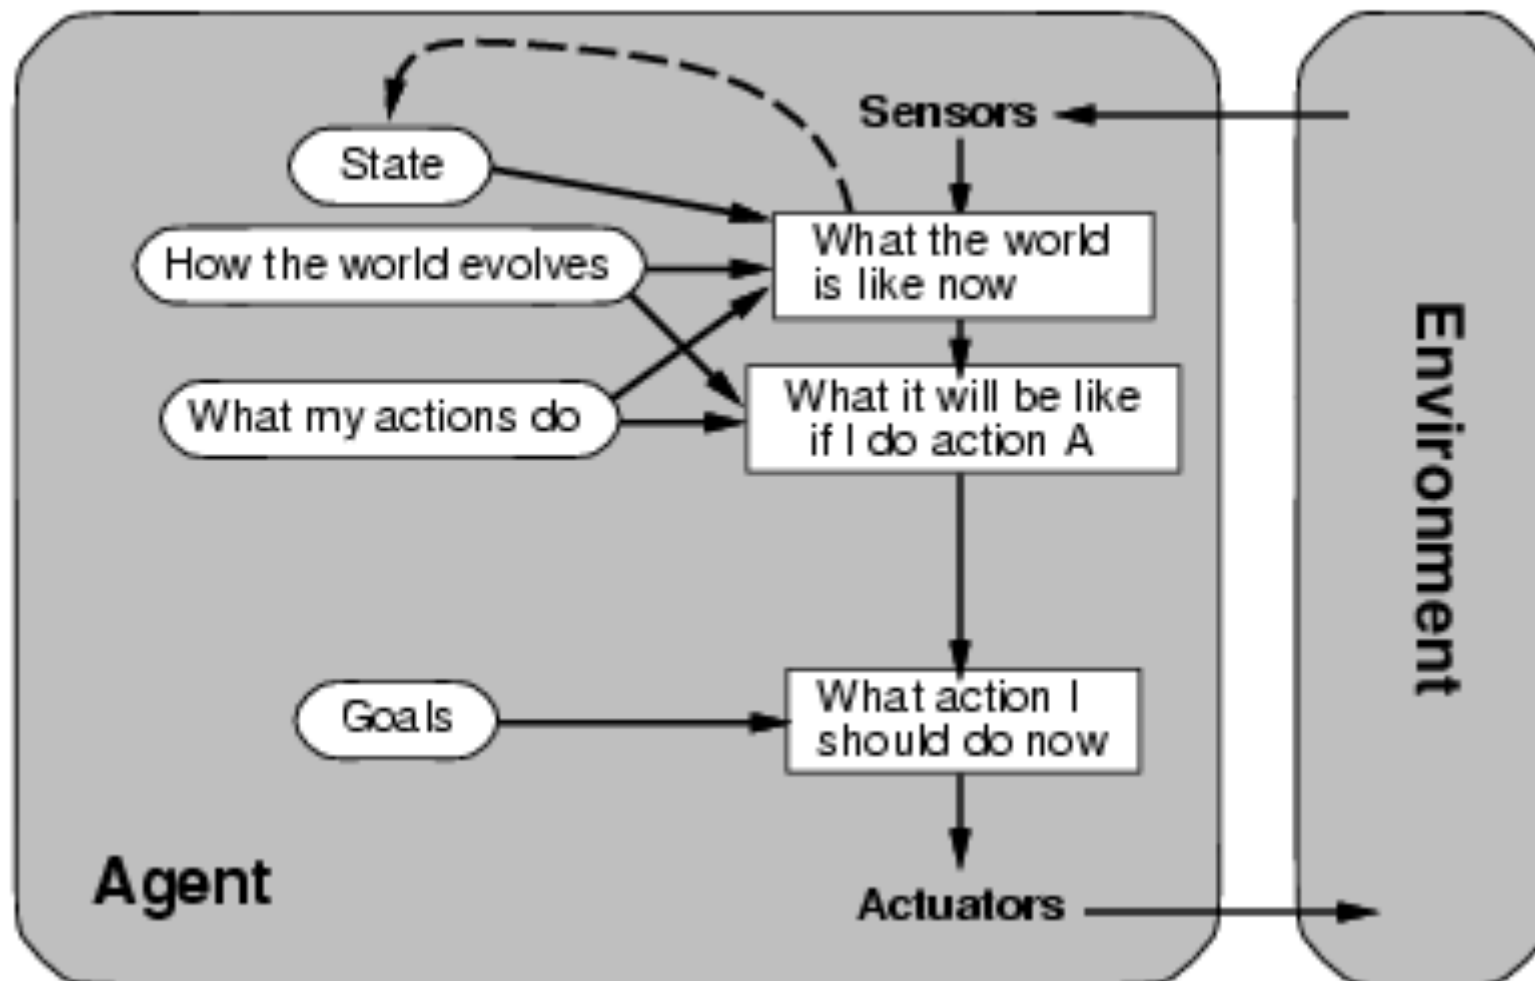 Sensors
State
What the world
is like now
How the world evolves
What my actions do
What it will be like
if I do action A
Goals
What action I
should do now
Agent
Actuators
Environment